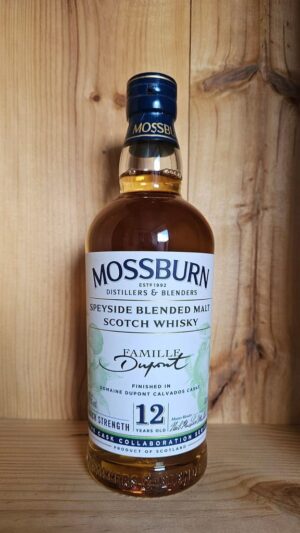 MOSSBURN
MOSSBURN
ESTD 1992
DISTILLERS & BLENDERS
SPEYSIDE BLENDED MALT
SCOTCH WHISKY
FAMILLE
Dupont
FINISHED IN
DOMAINE DUPONT CALVADOS CASKS
STRENGTH
12
YEARS OLD
CASK COLLABORATION
PRODUCT OF SCOTLAND